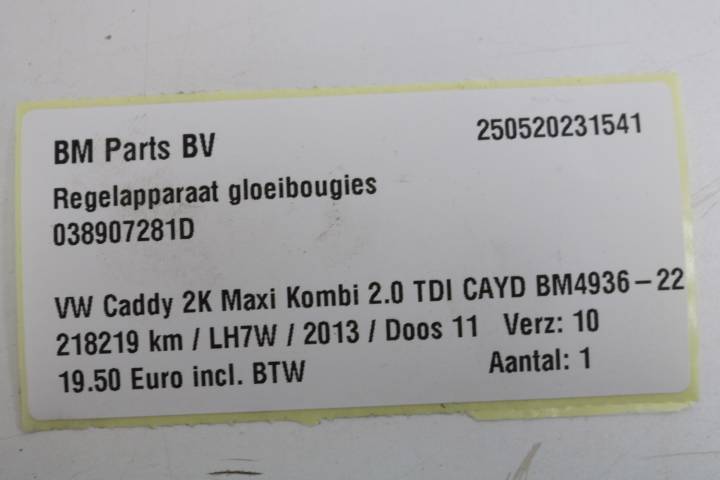 BM Parts BV 250520231541
Regelapparaat gloeibougies
038907281D
VW Caddy 2K Maxi Kombi 2.0 TDI CAYD BM4936-22
218219 km / LH7W / 2013 / Doos 11 Verz: 10
19.50 Euro incl. BTW Aantal: 1